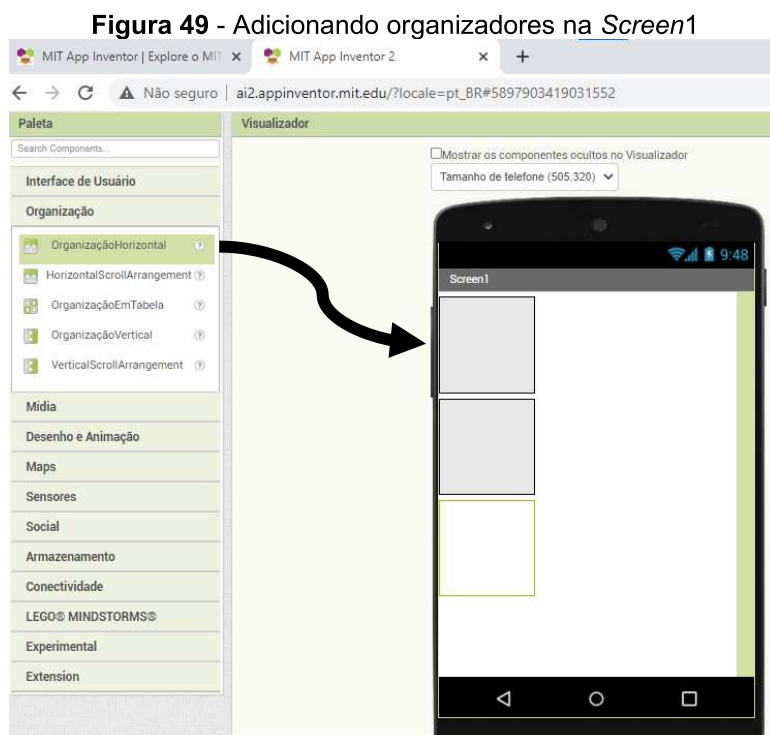 Figura 49 - Adicionando organizadores na Screen1
MIT App Inventor | Explore o MIT
MIT App Inventor 2
Não seguro | ai2.appinventor.mit.edu/?locale=pt_BR#5897903419031552
Paleta
Visualizador
Search Components...
Mostrar os componentes ocultos no Visualizador
Tamanho de telefone (505,320)
Interface de Usuário
Organização
OrganizaçãoHorizontal
HorizontalScrollArrangement
OrganizaçãoEmTabela
OrganizaçãoVertical
VerticalScrollArrangement
Mídia
Desenho e Animação
Maps
Sensores
Social
Armazenamento
Conectividade
LEGO® MINDSTORMS®
Experimental
Extension
9:48
Screen1